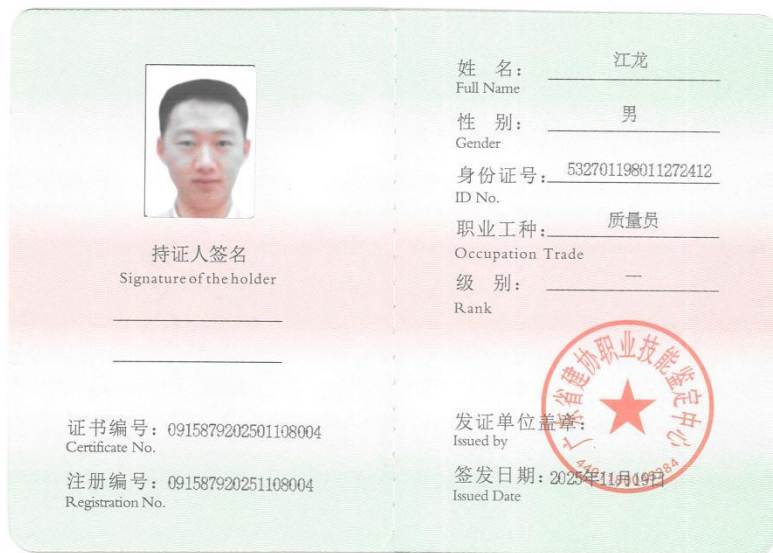 持证人签名
Signature of the holder
证书编号：0915879202501108004
Certificate No.
注册编号：091587920251108004
Registration No.
姓 名： 江龙
Full Name
性 别： 男
Gender
身份证号： 532701198011272412
ID No.
职业工种： 质量员
Occupation Trade
级 别： 一
Rank
广东省建协职业技能鉴定中心
发证单位盖章：
Issued by
签发日期：2025年11月19日
Issued Date